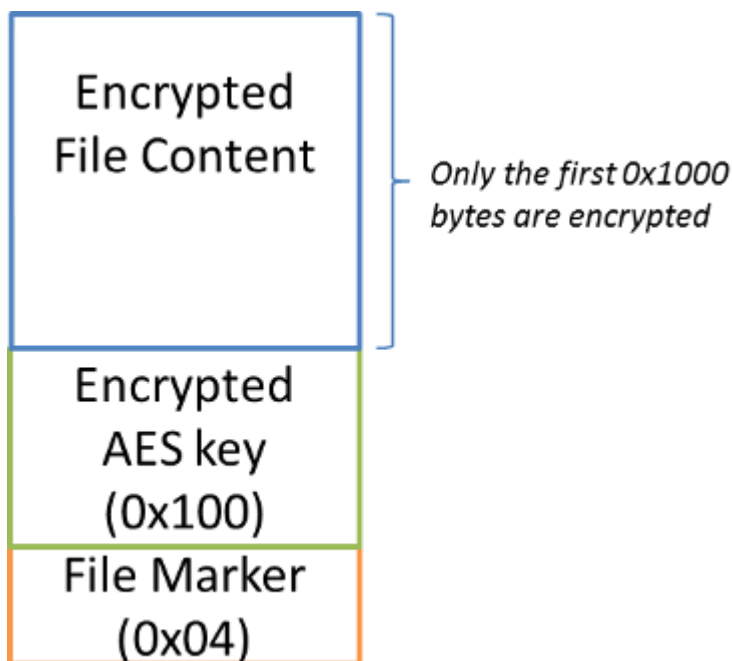 Encrypted
File Content
Only the first 0x1000
bytes are encrypted
Encrypted
AES key
(0x100)
File Marker
(0x04)